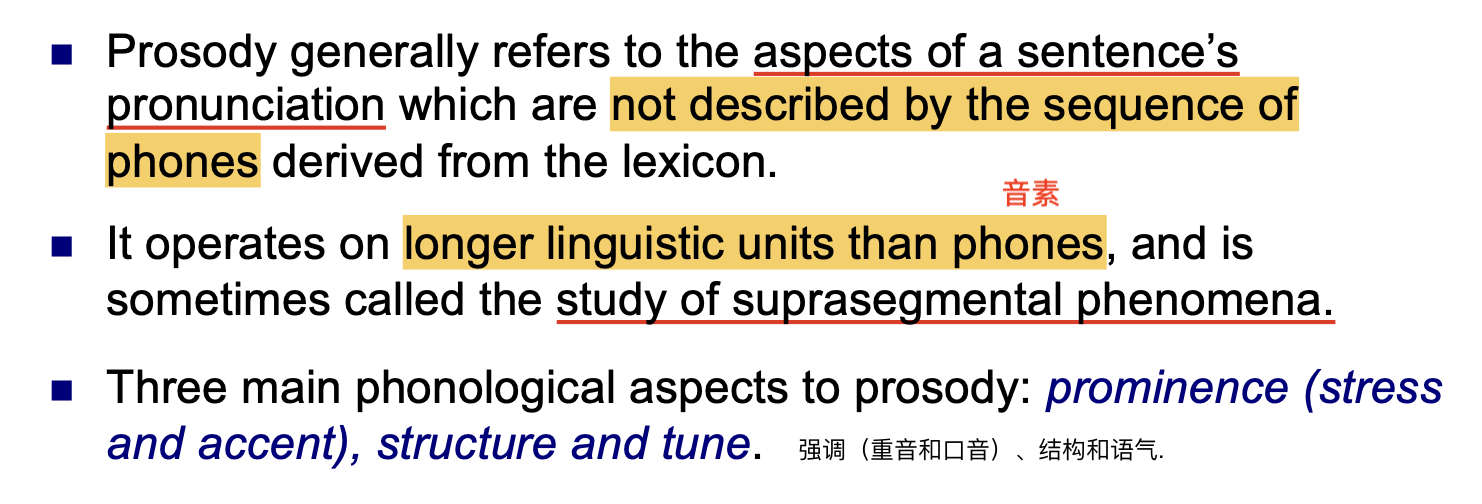 Prosody generally refers to the aspects of a sentence’s
pronunciation which are not described by the sequence of
phones derived from the lexicon.
音素
It operates on longer linguistic units than phones, and is
sometimes called the study of suprasegmental phenomena.
Three main phonological aspects to prosody: prominence (stress
and accent), structure and tune. 强调（重音和口音）、结构和语气.